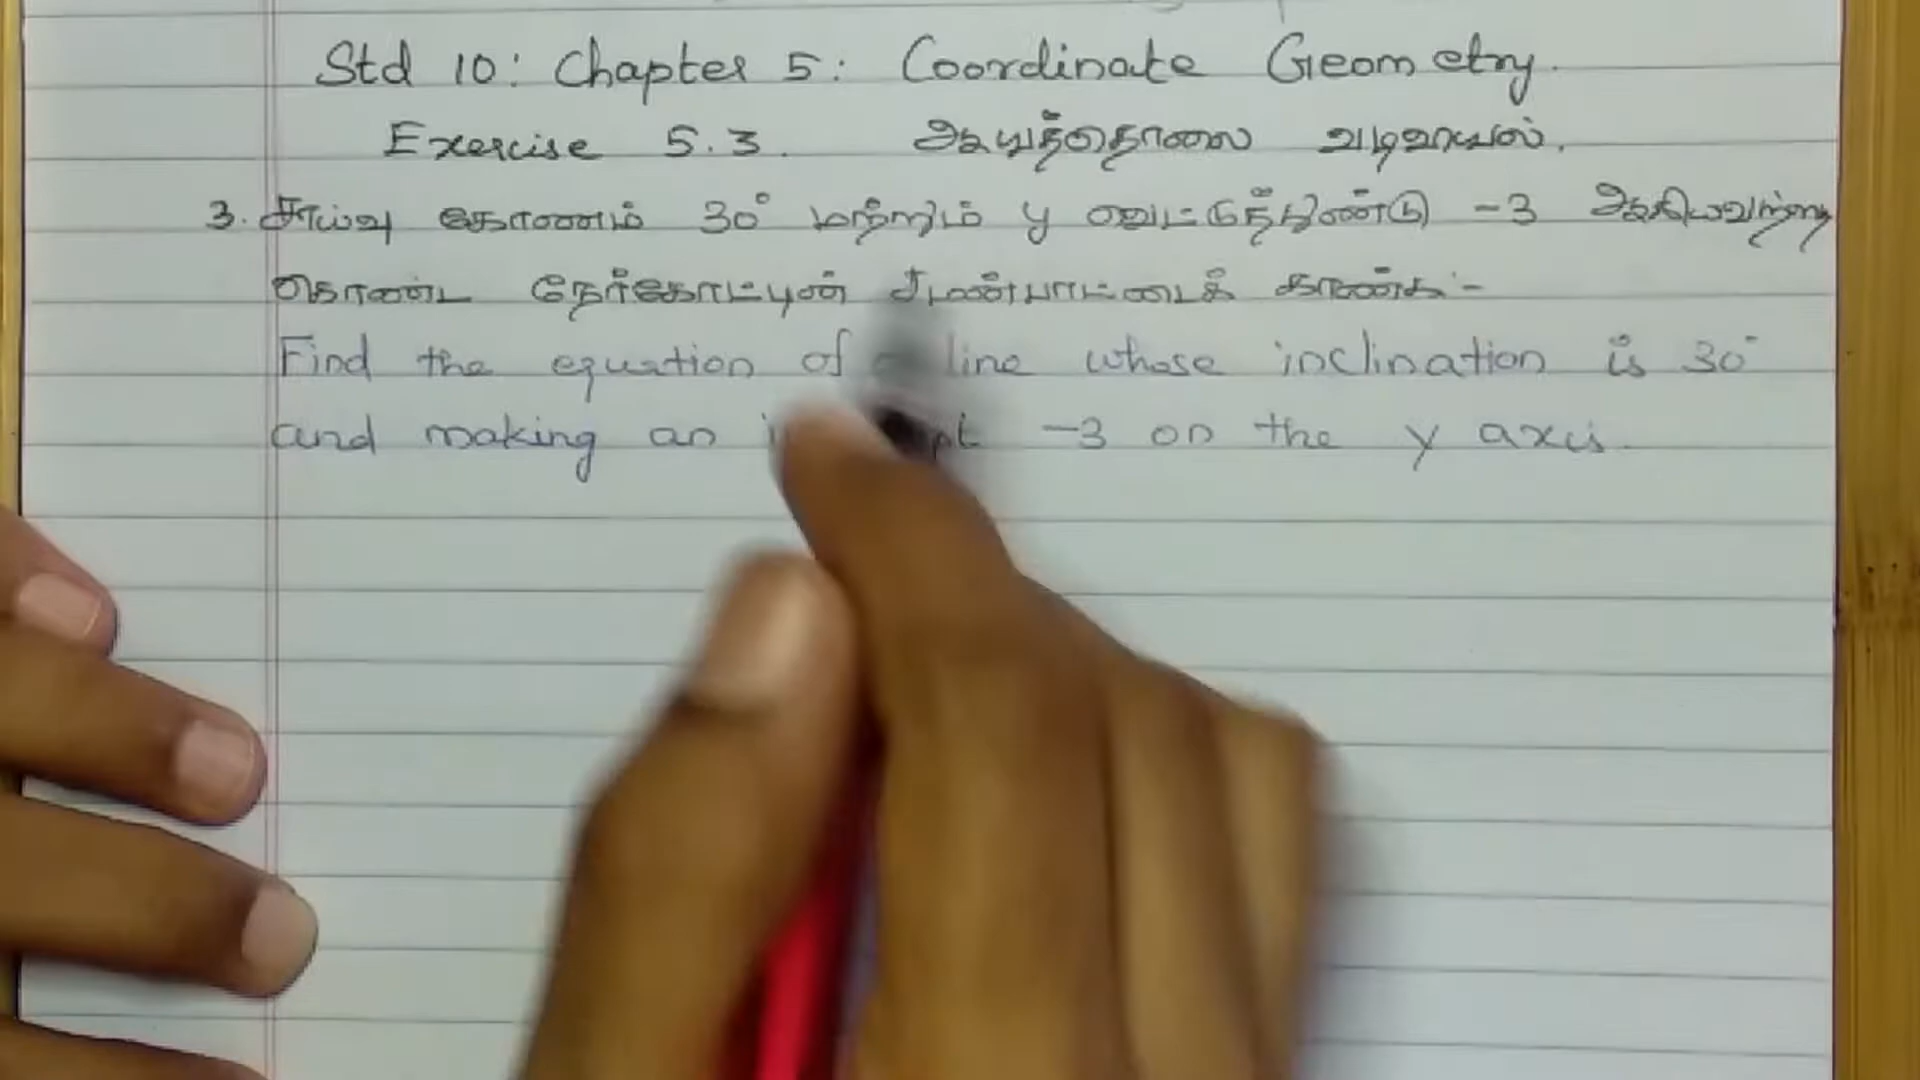 Std 10: Chapter 5: Coordinate Geometry.
Exercise 5.3. ஆயத்தொலை வடிவியல்.
3. சாய்வு கோணம் 30° மற்றும் y வெட்டுத்துண்டு -3 ஆகியவற்றை
கொண்ட நேர்கோட்டின் சமன்பாட்டைக் காண்க:-
Find the equation of line whose inclination is 30°
and making an -3 on the y axis.